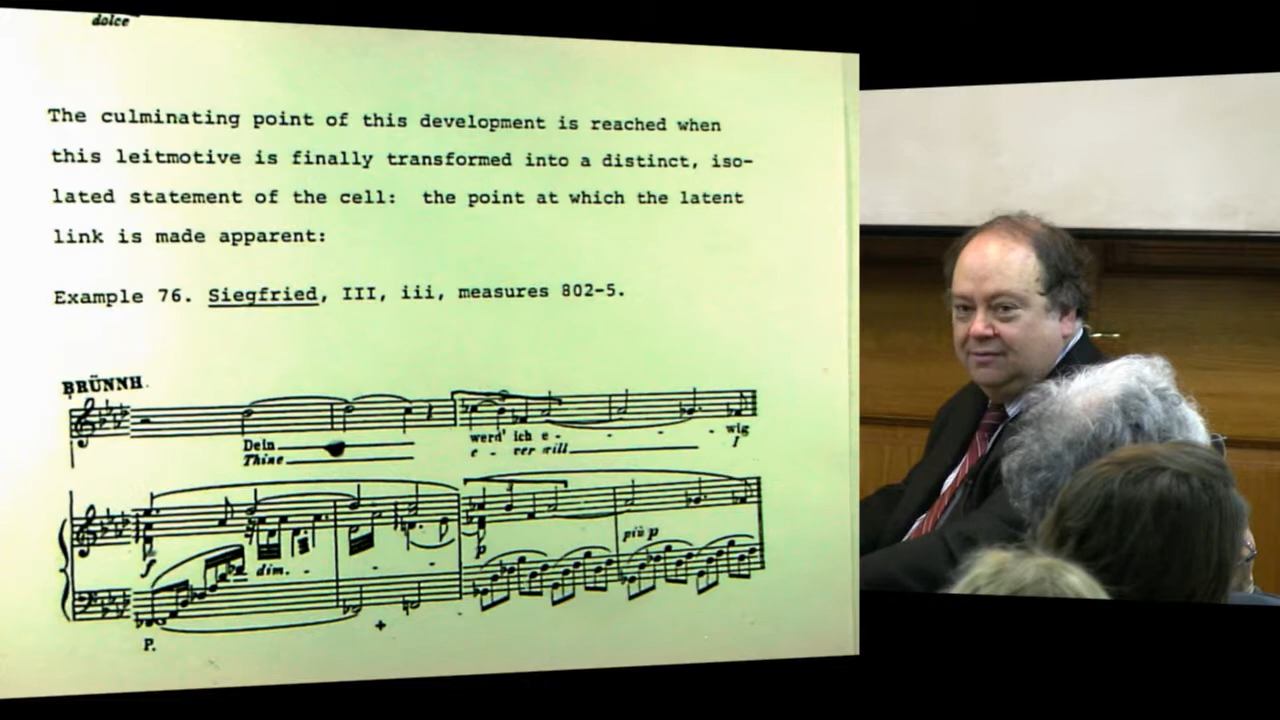 dolce
The culminating point of this development is reached when
this leitmotive is finally transformed into a distinct, iso-
lated statement of the cell: the point at which the latent
link is made apparent:
Example 76. Siegfried, III, iii, measures 802-5.
BRÜNNH.
Dein werd' ich e - - - wig
Thine e - ver will I
f dim. - - - p più p
P. +